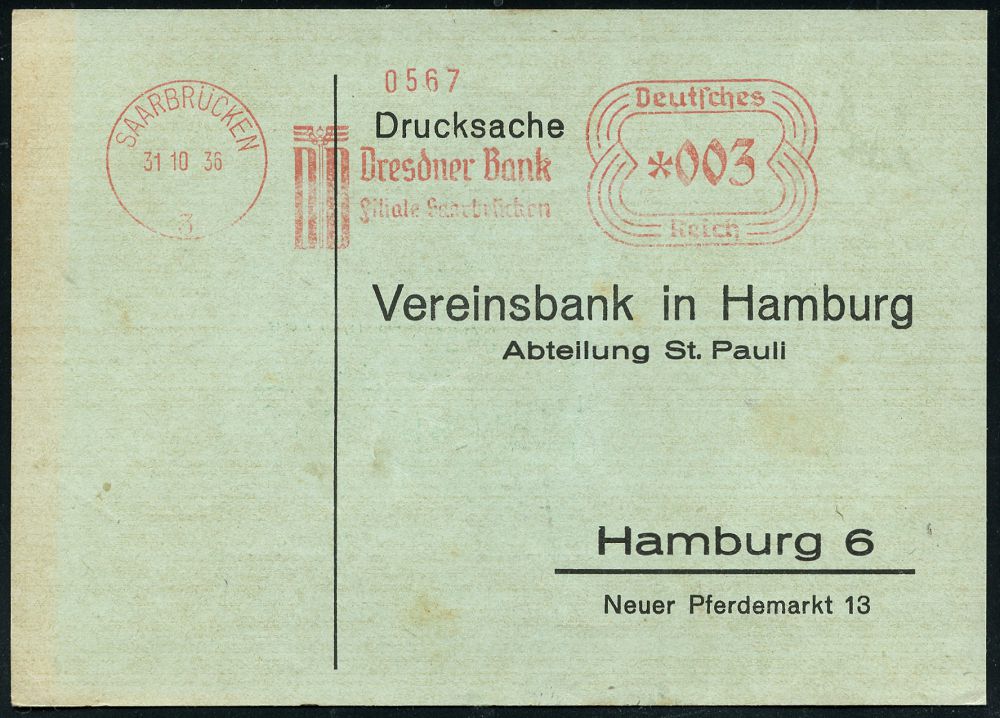 SAARBRÜCKEN
31 10 36
3
0567
Drucksache
Dresdner Bank
Filiale Saarbrücken
Deutsches
*003
Reich
Vereinsbank in Hamburg
Abteilung St. Pauli
Hamburg 6
Neuer Pferdemarkt 13